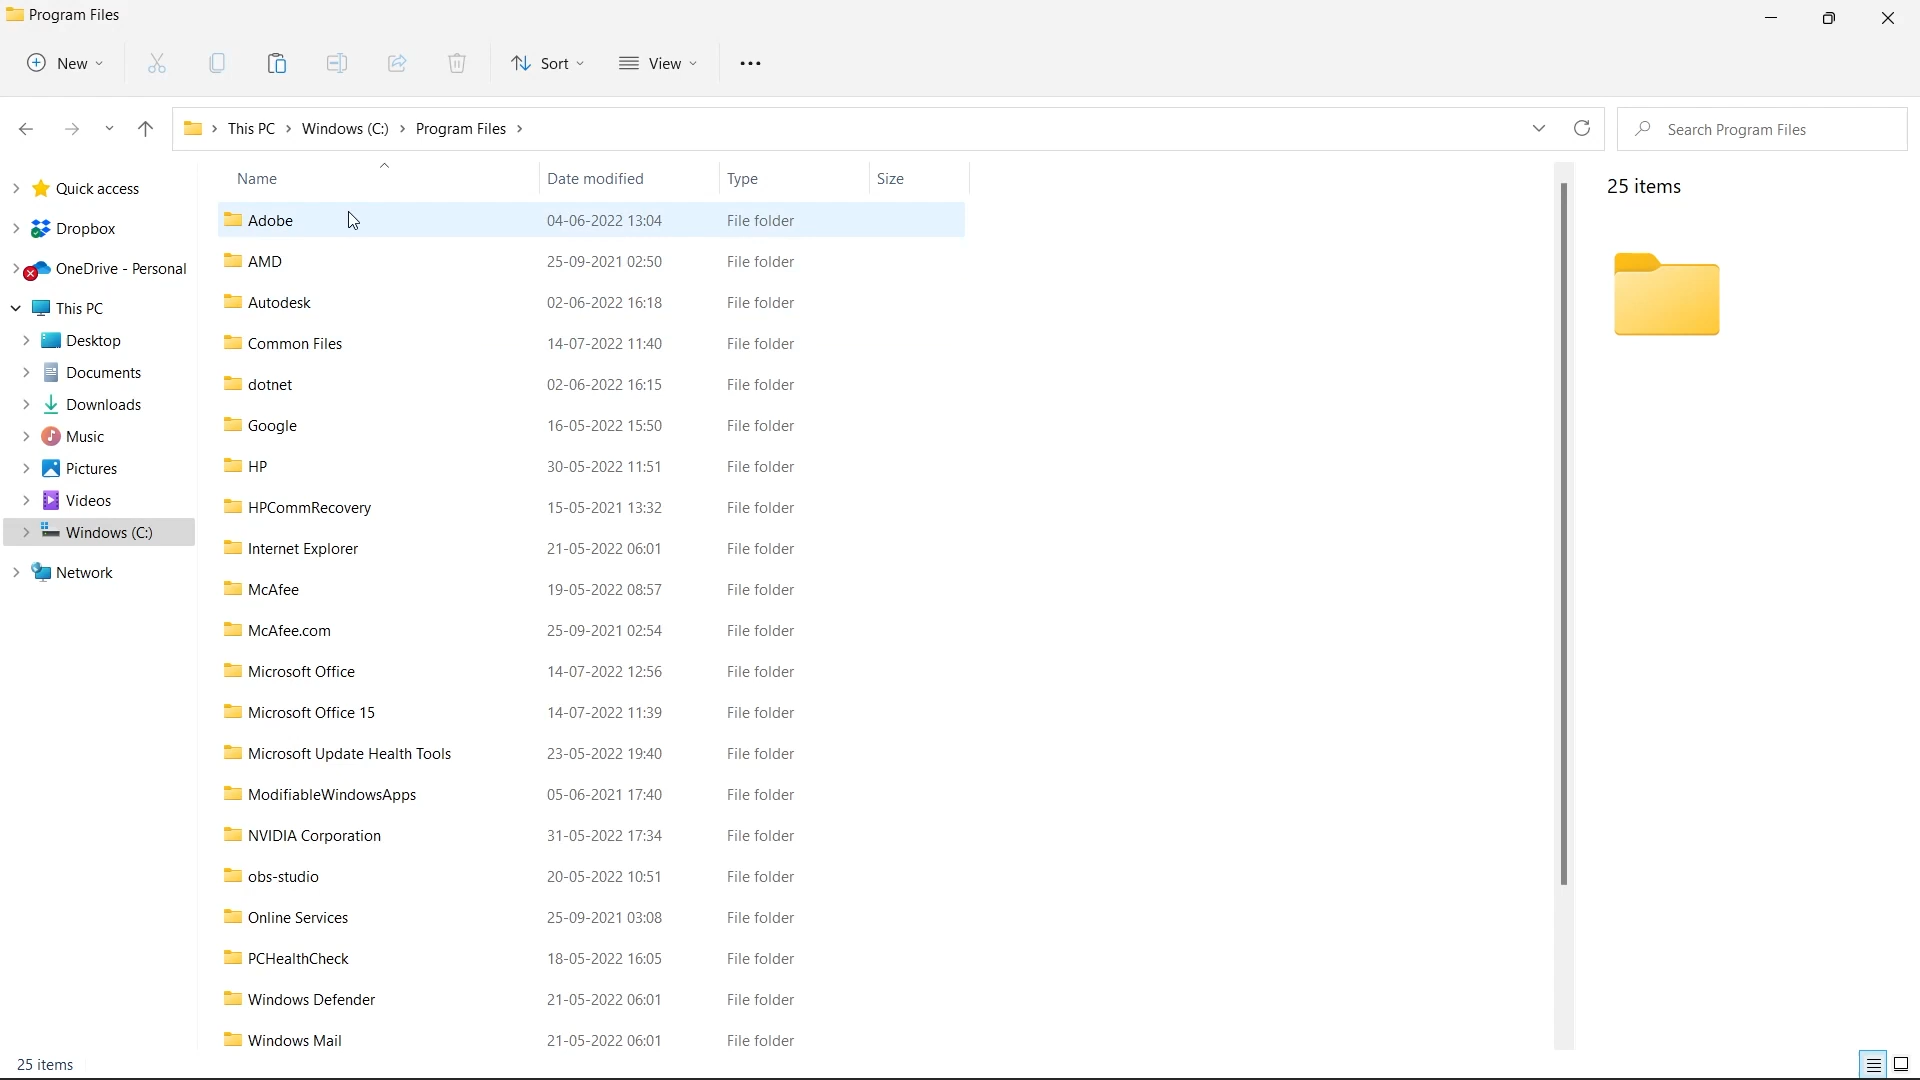 Program Files
New
Sort
View
This PC > Windows (C:) > Program Files >
Search Program Files
Quick access
Dropbox
OneDrive - Personal
This PC
Desktop
Documents
Downloads
Music
Pictures
Videos
Windows (C:)
Network
Name Date modified Type Size
Adobe 04-06-2022 13:04 File folder
AMD 25-09-2021 02:50 File folder
Autodesk 02-06-2022 16:18 File folder
Common Files 14-07-2022 11:40 File folder
dotnet 02-06-2022 16:15 File folder
Google 16-05-2022 15:50 File folder
HP 30-05-2022 11:51 File folder
HPCommRecovery 15-05-2021 13:32 File folder
Internet Explorer 21-05-2022 06:01 File folder
McAfee 19-05-2022 08:57 File folder
McAfee.com 25-09-2021 02:54 File folder
Microsoft Office 14-07-2022 12:56 File folder
Microsoft Office 15 14-07-2022 11:39 File folder
Microsoft Update Health Tools 23-05-2022 19:40 File folder
ModifiableWindowsApps 05-06-2021 17:40 File folder
NVIDIA Corporation 31-05-2022 17:34 File folder
obs-studio 20-05-2022 10:51 File folder
Online Services 25-09-2021 03:08 File folder
PCHealthCheck 18-05-2022 16:05 File folder
Windows Defender 21-05-2022 06:01 File folder
Windows Mail 21-05-2022 06:01 File folder
25 items
25 items